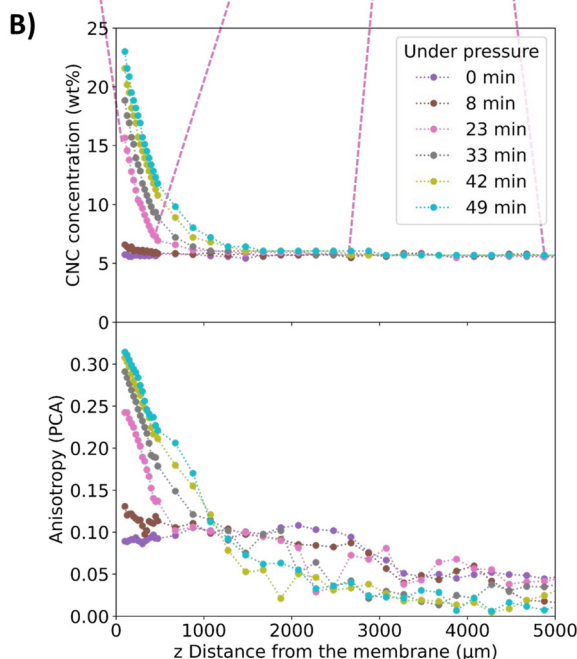 B)
25
20
15
10
5
0
CNC concentration (wt%)
Under pressure
0 min
8 min
23 min
33 min
42 min
49 min
0.30
0.25
0.20
0.15
0.10
0.05
0.00
Anisotropy (PCA)
0 1000 2000 3000 4000 5000
z Distance from the membrane (μm)